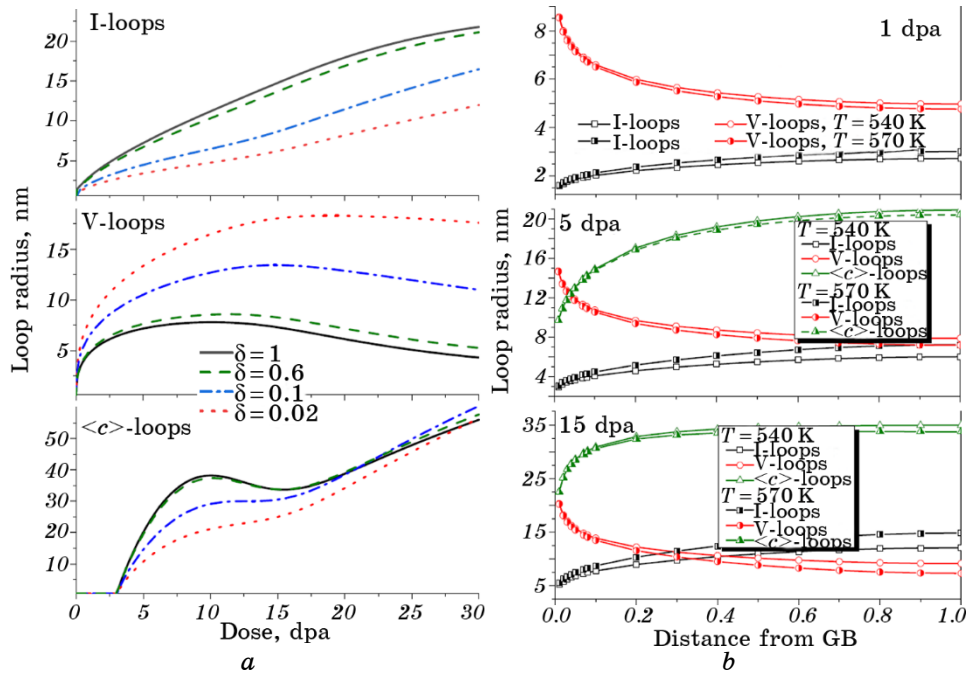 I-loops
20
15
10
5
V-loops
15
10
5
δ = 1
δ = 0.6
δ = 0.1
δ = 0.02
<c>-loops
50
40
30
20
10
0 5 10 15 20 25 30
Loop radius, nm
Dose, dpa
a
1 dpa
8
6
4
2
I-loops V-loops, T = 540 K
I-loops V-loops, T = 570 K
5 dpa
20
16
12
8
4
T = 540 K
I-loops
V-loops
<c>-loops
T = 570 K
I-loops
V-loops
<c>-loops
15 dpa
35
25
15
5
T = 540 K
I-loops
V-loops
<c>-loops
T = 570 K
I-loops
V-loops
<c>-loops
0.0 0.2 0.4 0.6 0.8 1.0
Loop radius, nm
Distance from GB
b